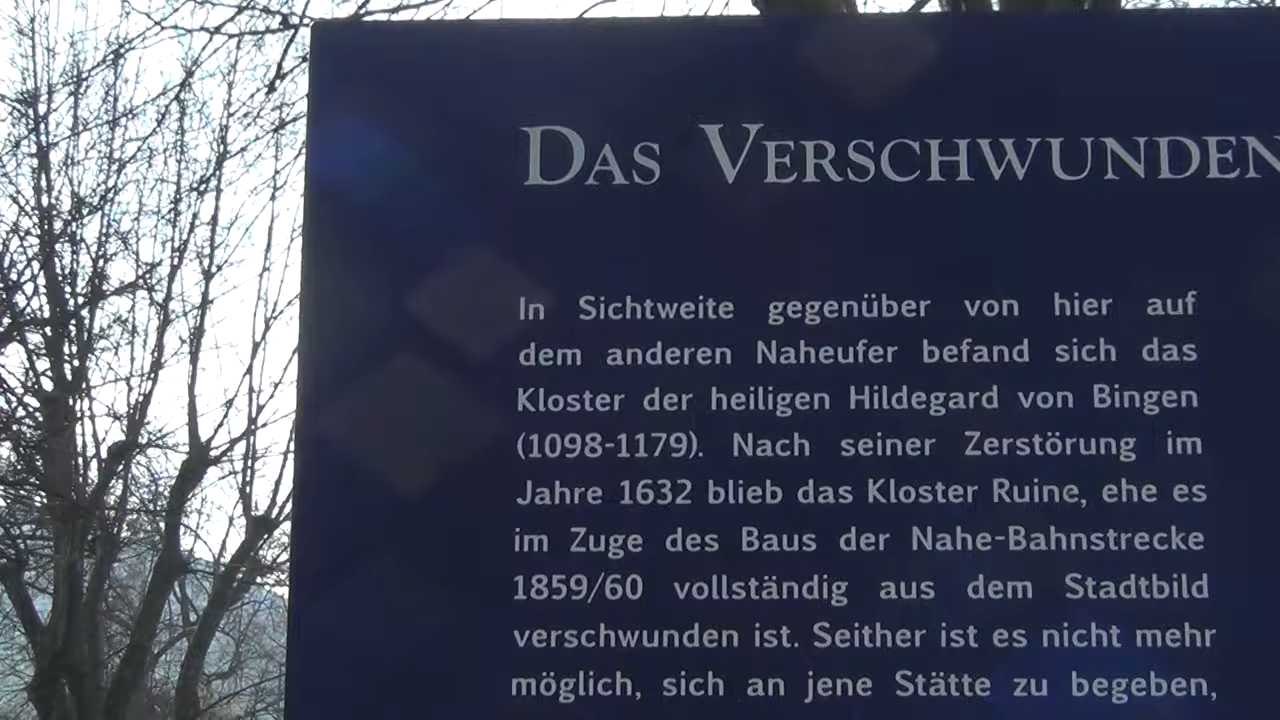 Das Verschwunden
In Sichtweite gegenüber von hier auf
dem anderen Naheufer befand sich das
Kloster der heiligen Hildegard von Bingen
(1098-1179). Nach seiner Zerstörung im
Jahre 1632 blieb das Kloster Ruine, ehe es
im Zuge des Baus der Nahe-Bahnstrecke
1859/60 vollständig aus dem Stadtbild
verschwunden ist. Seither ist es nicht mehr
möglich, sich an jene Stätte zu begeben,